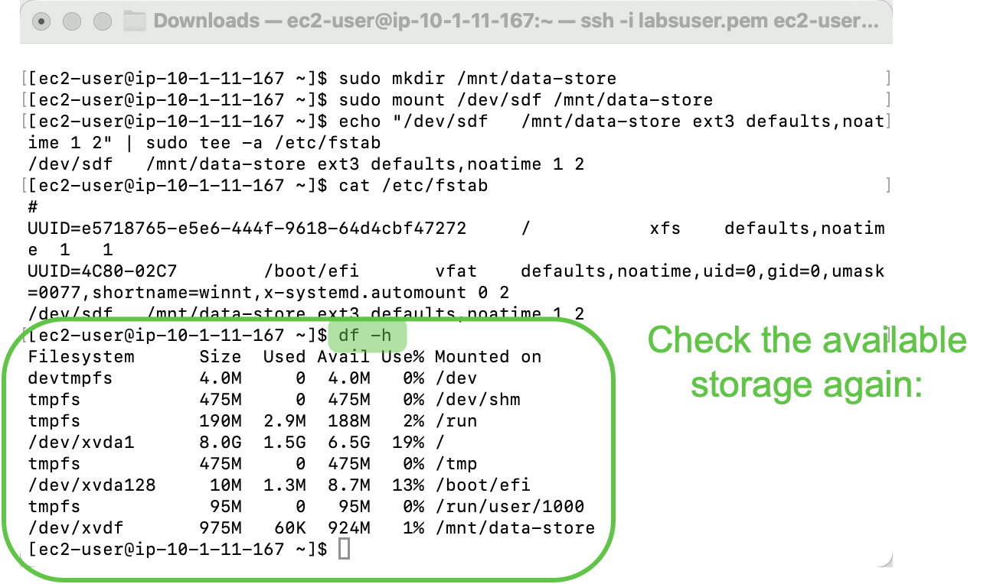 Downloads — ec2-user@ip-10-1-11-167:~ — ssh -i labsuser.pem ec2-user...
[[ec2-user@ip-10-1-11-167 ~]$ sudo mkdir /mnt/data-store ]
[[ec2-user@ip-10-1-11-167 ~]$ sudo mount /dev/sdf /mnt/data-store ]
[[ec2-user@ip-10-1-11-167 ~]$ echo "/dev/sdf   /mnt/data-store ext3 defaults,noat]
ime 1 2" | sudo tee -a /etc/fstab
/dev/sdf   /mnt/data-store ext3 defaults,noatime 1 2
[[ec2-user@ip-10-1-11-167 ~]$ cat /etc/fstab ]
#
UUID=e5718765-e5e6-444f-9618-64d4cbf47272     /           xfs    defaults,noatim
e  1   1
UUID=4C80-02C7        /boot/efi       vfat    defaults,noatime,uid=0,gid=0,umask
=0077,shortname=winnt,x-systemd.automount 0 2
/dev/sdf   /mnt/data-store ext3 defaults,noatime 1 2
[[ec2-user@ip-10-1-11-167 ~]$ df -h ]
Filesystem      Size  Used Avail Use% Mounted on
devtmpfs        4.0M     0  4.0M   0% /dev
tmpfs           475M     0  475M   0% /dev/shm
tmpfs           190M  2.9M  188M   2% /run
/dev/xvda1      8.0G  1.5G  6.5G  19% /
tmpfs           475M     0  475M   0% /tmp
/dev/xvda128     10M  1.3M  8.7M  13% /boot/efi
tmpfs            95M     0   95M   0% /run/user/1000
/dev/xvdf       975M   60K  924M   1% /mnt/data-store
[ec2-user@ip-10-1-11-167 ~]$
Check the available
storage again: